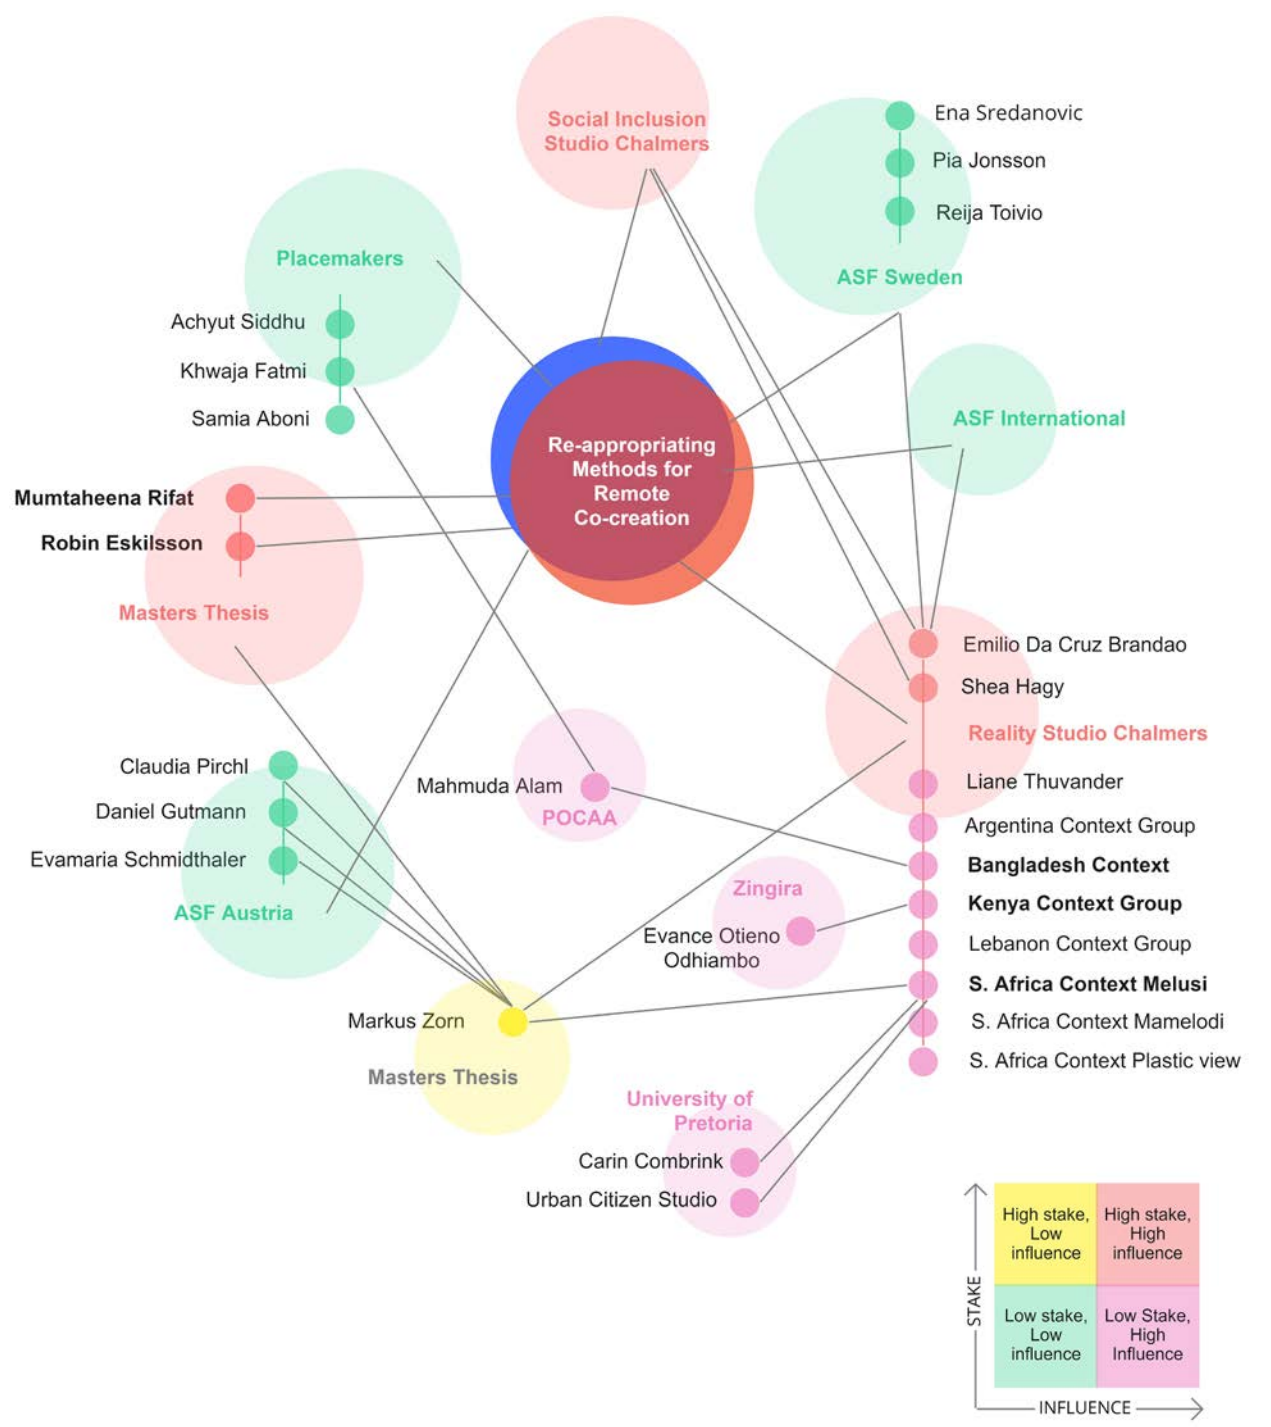 Social Inclusion
Studio Chalmers
Ena Sredanovic
Pia Jonsson
Reija Toivio
ASF Sweden
Placemakers
Achyut Siddhu
Khwaja Fatmi
Samia Aboni
ASF International
Re-appropriating
Methods for
Remote
Co-creation
Mumtaheena Rifat
Robin Eskilsson
Masters Thesis
Emilio Da Cruz Brandao
Shea Hagy
Reality Studio Chalmers
Liane Thuvander
Argentina Context Group
Bangladesh Context
Kenya Context Group
Lebanon Context Group
S. Africa Context Melusi
S. Africa Context Mamelodi
S. Africa Context Plastic view
Claudia Pirchl
Daniel Gutmann
Evamaria Schmidthaler
ASF Austria
Mahmuda Alam
POCAA
Zingira
Evance Otieno
Odhiambo
Markus Zorn
Masters Thesis
University of
Pretoria
Carin Combrink
Urban Citizen Studio
High stake,
Low
influence
High stake,
High
influence
Low stake,
Low
influence
Low Stake,
High
Influence
STAKE
INFLUENCE